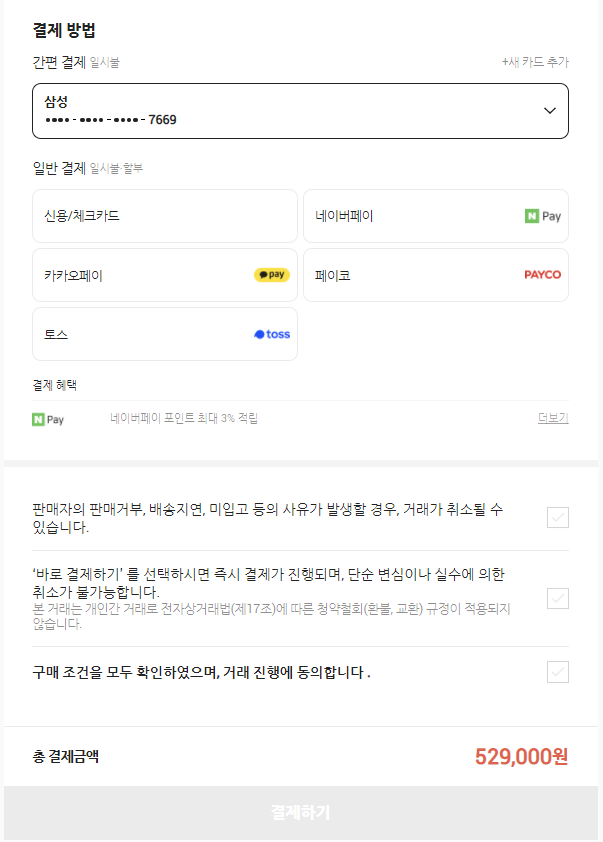 결제 방법
간편 결제 일시불
+새 카드 추가
삼성
•••• - •••• - •••• - 7669
일반 결제 일시불·할부
신용/체크카드
네이버페이
N Pay
카카오페이
pay
페이코
PAYCO
토스
toss
결제 혜택
N Pay
네이버페이 포인트 최대 3% 적립
더보기
판매자의 판매거부, 배송지연, 미입고 등의 사유가 발생할 경우, 거래가 취소될 수
있습니다.
‘바로 결제하기’ 를 선택하시면 즉시 결제가 진행되며, 단순 변심이나 실수에 의한
취소가 불가능합니다.
본 거래는 개인간 거래로 전자상거래법(제17조)에 따른 청약철회(환불, 교환) 규정이 적용되지
않습니다.
구매 조건을 모두 확인하였으며, 거래 진행에 동의합니다 .
총 결제금액
529,000원
결제하기